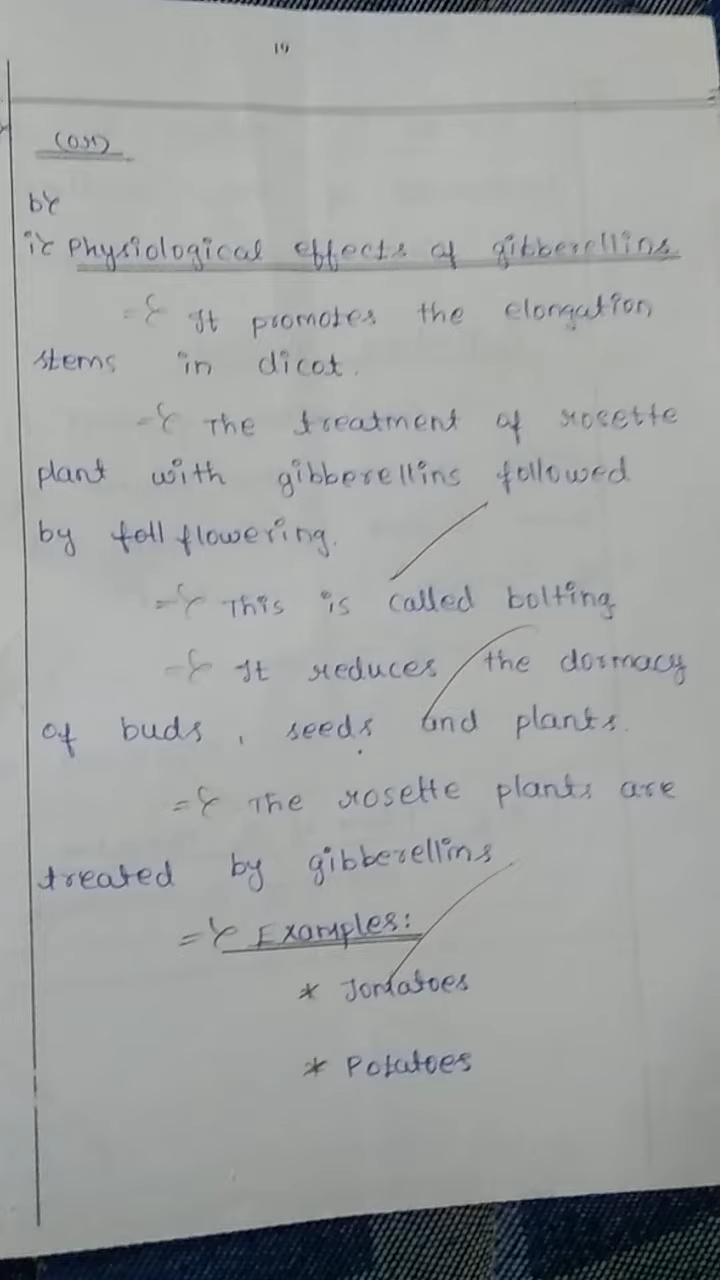 19
(or)
b)
i) Physiological effects of gibberellins
=> It promotes the elongation
stems in dicot.
=> The treatment of rosette
plant with gibberellins followed
by foll flowering.
=> This is called bolting
=> It reduces the dormacy
of buds, seeds and plants.
=> The rosette plants are
treated by gibberellins
=> Examples:
* Tomatoes
* Potatoes